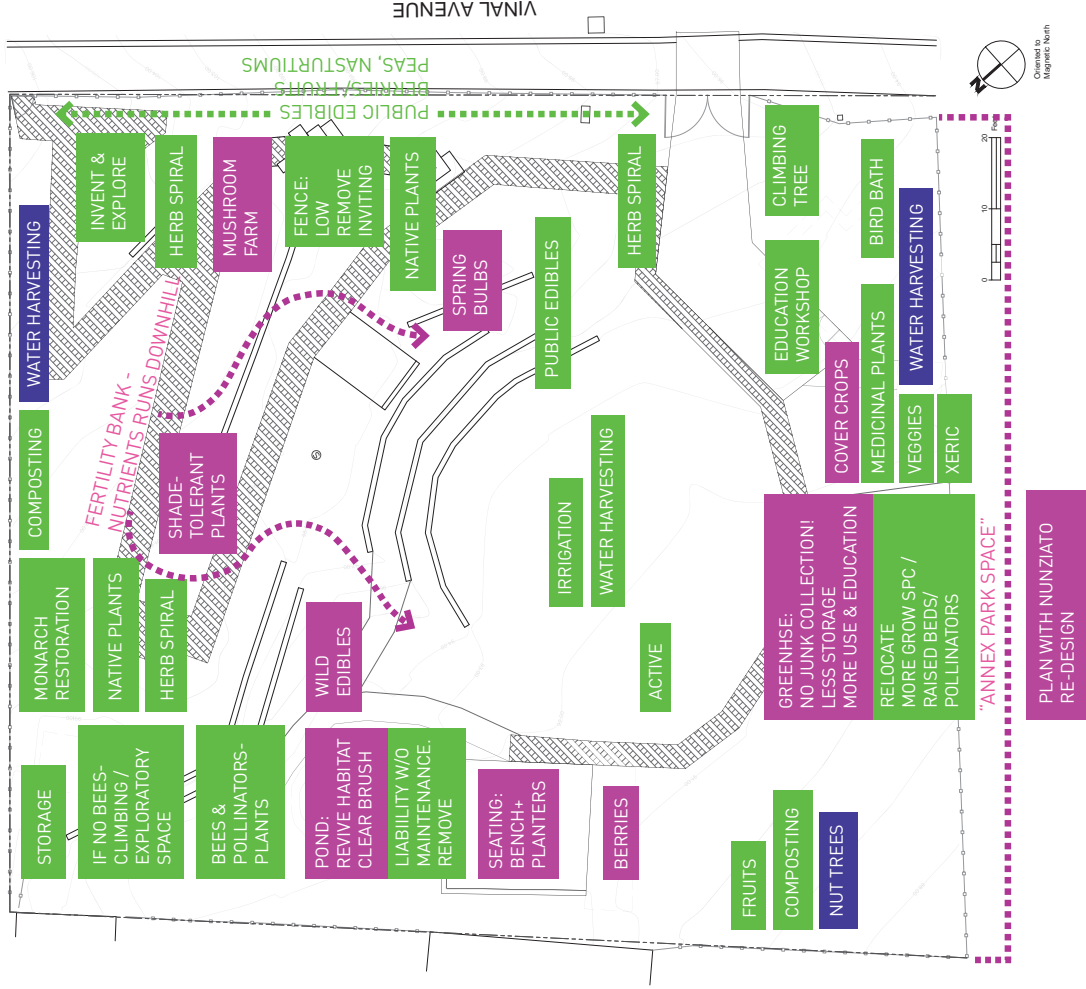 VINAL AVENUE
PUBLIC EDIBLES
BERRIES/FRUITS
PEAS, NASTURTIUMS
Oriented to
Magnetic North
N
0 10 20
Feet
WATER HARVESTING
INVENT &
EXPLORE
HERB SPIRAL
MUSHROOM
FARM
FENCE:
LOW
REMOVE
INVITING
NATIVE PLANTS
SPRING
BULBS
PUBLIC EDIBLES
HERB SPIRAL
CLIMBING
TREE
BIRD BATH
EDUCATION
WORKSHOP
COVER CROPS
MEDICINAL PLANTS
WATER HARVESTING
VEGGIES
XERIC
COMPOSTING
FERTILITY BANK -
NUTRIENTS RUNS DOWNHILL
SHADE-
TOLERANT
PLANTS
S
IRRIGATION
WATER HARVESTING
MONARCH
RESTORATION
NATIVE PLANTS
HERB SPIRAL
WILD
EDIBLES
ACTIVE
GREENHSE:
NO JUNK COLLECTION!
LESS STORAGE
MORE USE & EDUCATION
RELOCATE
MORE GROW SPC /
RAISED BEDS/
POLLINATORS
"ANNEX PARK SPACE"
PLAN WITH NUNZIATO
RE-DESIGN
STORAGE
IF NO BEES-
CLIMBING /
EXPLORATORY
SPACE
BEES &
POLLINATORS-
PLANTS
POND:
REVIVE HABITAT
CLEAR BRUSH
LIABILITY W/O
MAINTENANCE.
REMOVE
SEATING:
BENCH+
PLANTERS
BERRIES
FRUITS
COMPOSTING
NUT TREES